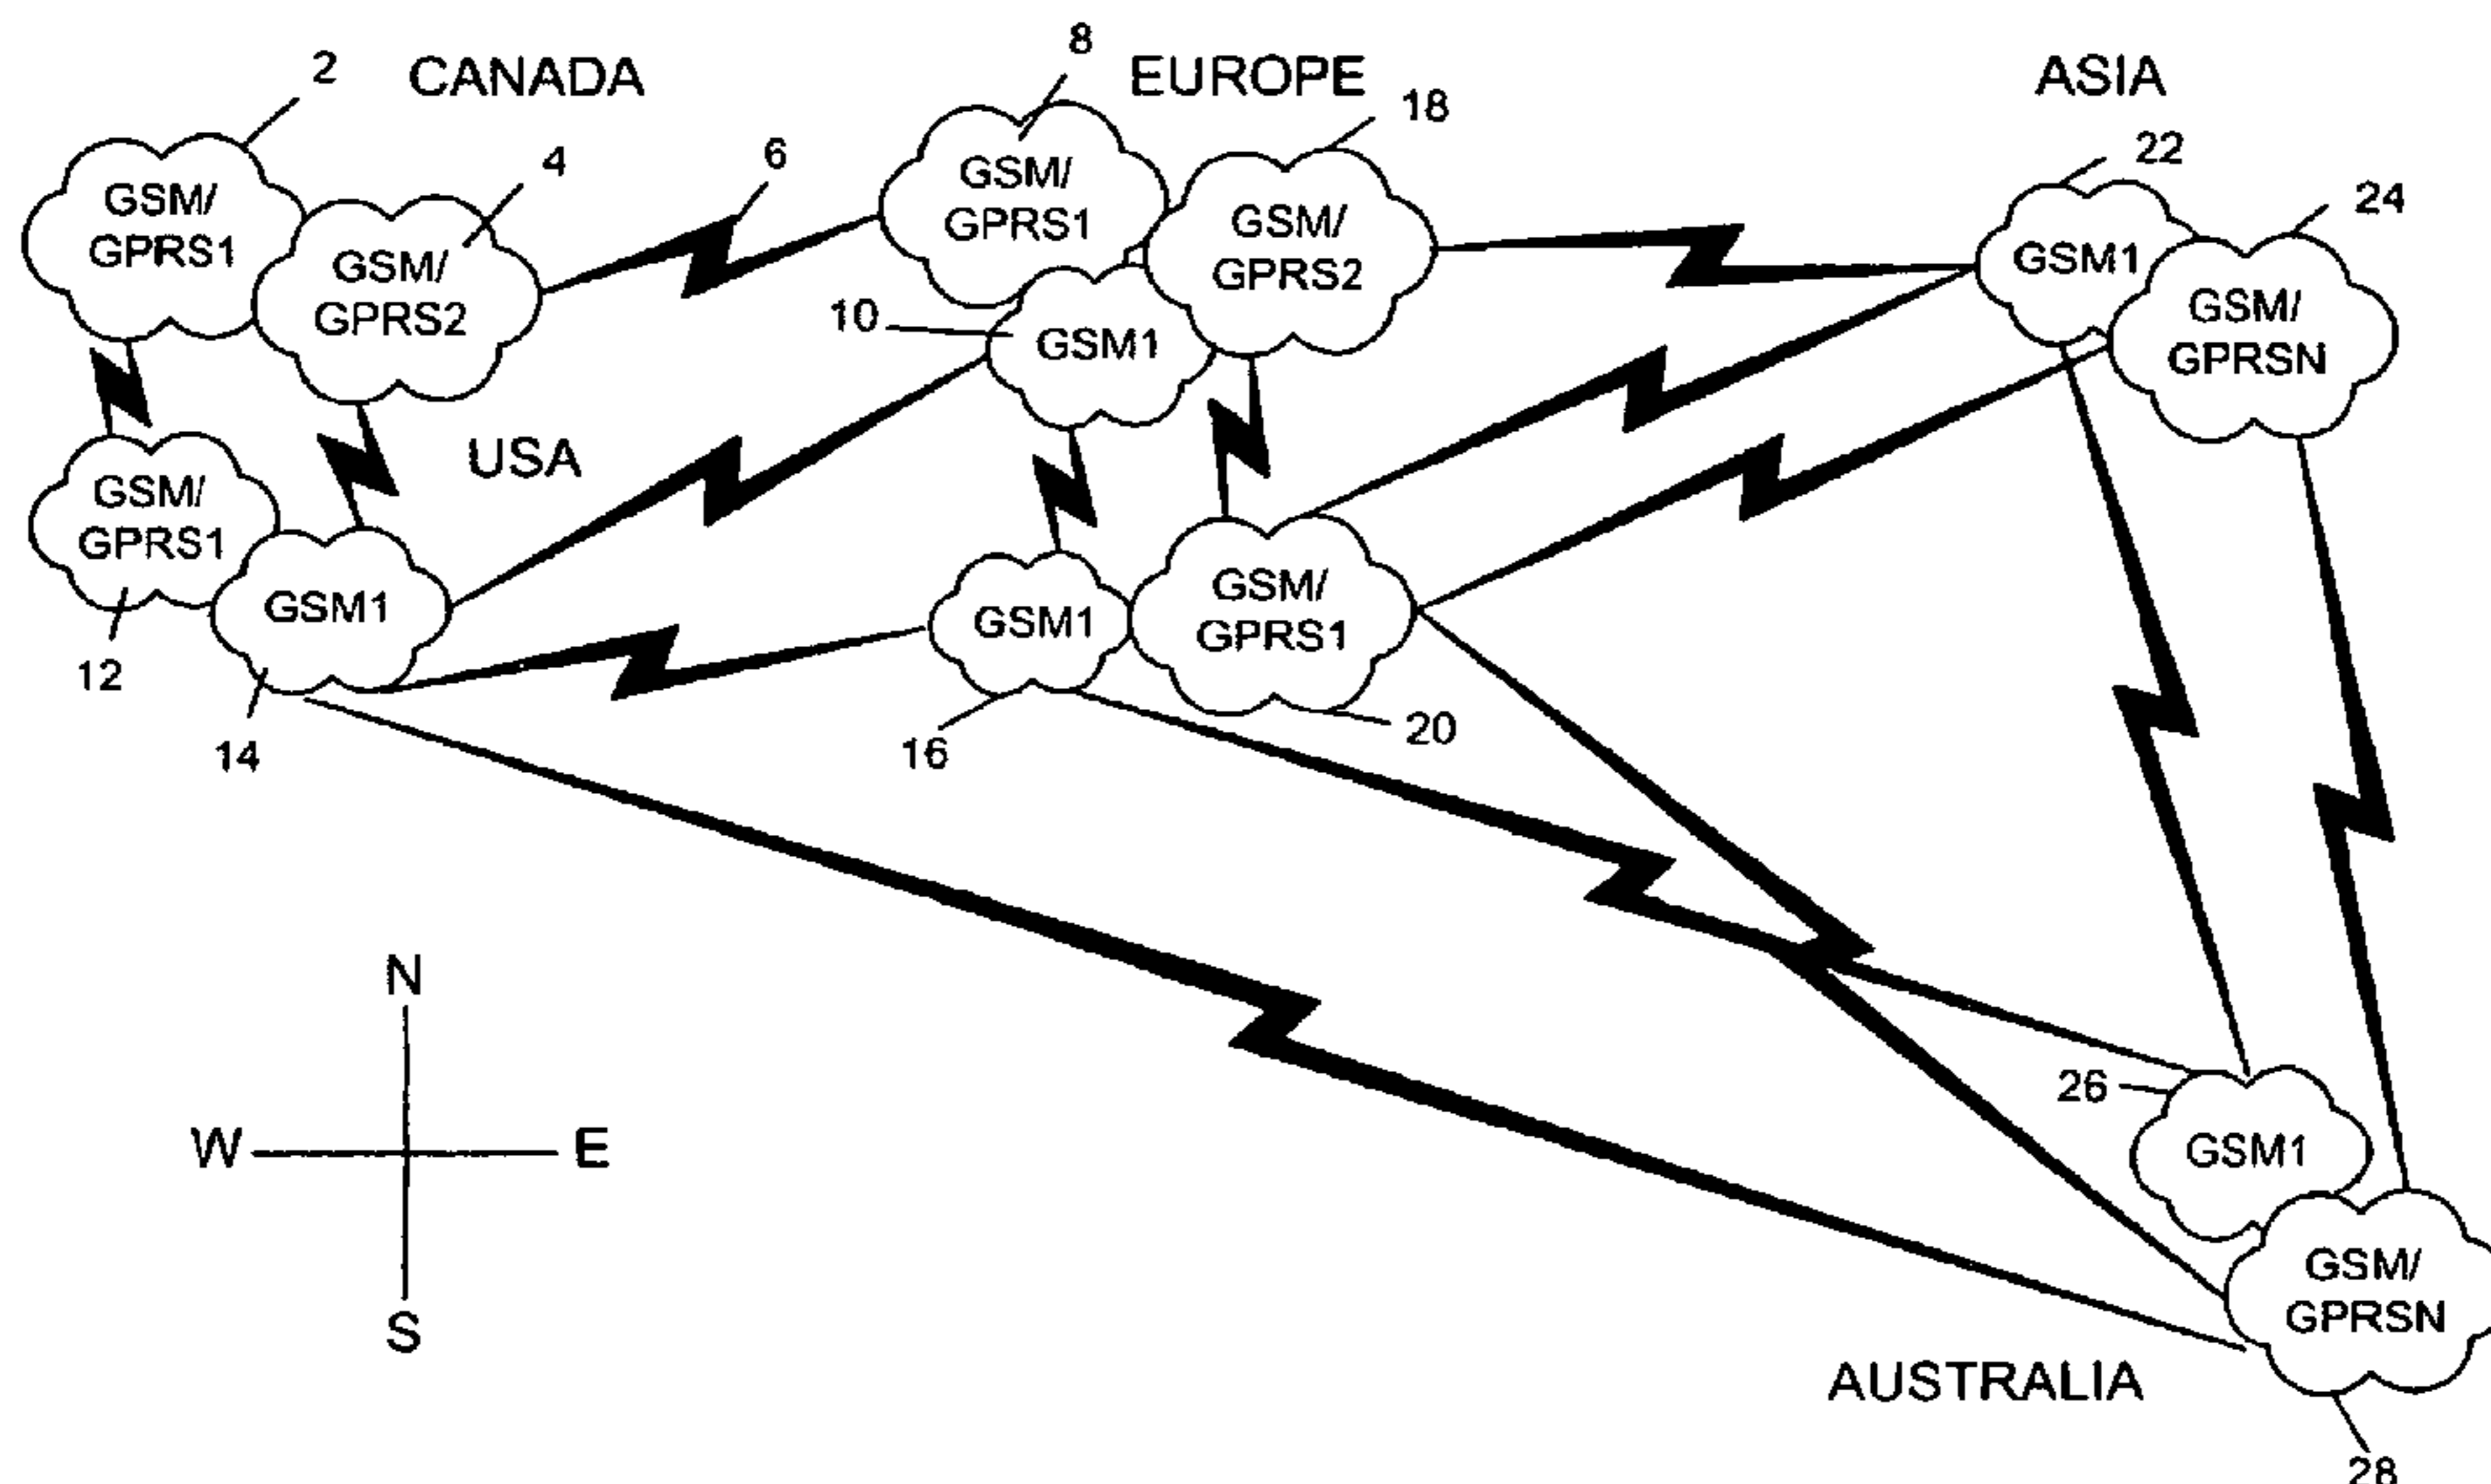 2
CANADA
8
EUROPE
18
ASIA
22
24
4
6
GSM/
GPRS1
GSM/
GPRS2
GSM/
GPRS1
GSM/
GPRS2
10
GSM1
GSM1
GSM/
GPRSN
USA
GSM/
GPRS1
GSM1
12
14
GSM1
GSM/
GPRS1
16
20
N
W
E
S
26
GSM1
GSM/
GPRSN
AUSTRALIA
28